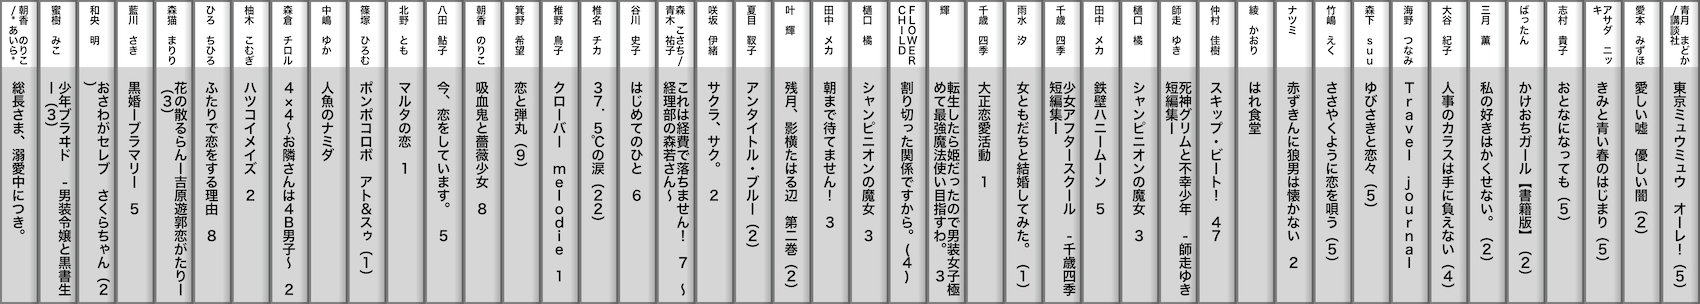 青月 まどか
/講談社
東京ミュウミュウ オーレ！（5）
愛本 みずほ
愛しい嘘 優しい闇（2）
アサダ ニッ
キ
きみと青い春のはじまり（5）
志村 貴子
おとなになっても（5）
ばったん
かけおちガール【書籍版】（2）
三月 薫
私の好きはかくせない。（2）
大谷 紀子
人事のカラスは手に負えない（4）
海野 つなみ
Travel journal
森下 suu
ゆびさきと恋々（5）
竹嶋 えく
ささやくように恋を唄う（5）
ナツミ
赤ずきんに狼男は懐かない 2
綾 かおり
はれ食堂
仲村 佳樹
スキップ・ビート！ 47
師走 ゆき
死神グリムと不幸少年 -師走ゆき
短編集ー
樋口 橘
シャンピニオンの魔女 3
田中 メカ
鉄壁ハニームーン 5
千歳 四季
少女アフタースクール -千歳四季
短編集ー
雨水 汐
女ともだちと結婚してみた。（1）
千歳 四季
大正恋愛活動 1
輝
転生したら姫だったので男装女子極
めて最強魔法使い目指すわ。 3
FLOWER
CHILD
割り切った関係ですから。（4）
樋口 橘
シャンピニオンの魔女 3
田中 メカ
朝まで待てません！ 3
叶 輝
残月、影横たはる辺 第二巻（2）
夏目 靫子
アンタイトル・ブルー（2）
咲坂 伊緒
サクラ、サク。 2
森 こさち/
青木 祐子
これは経費で落ちません！ 7 ～
経理部の森若さん～
谷川 史子
はじめてのひと 6
椎名 チカ
37.5℃の涙（22）
稚野 鳥子
クローバー melodie 1
箕野 希望
恋と弾丸（9）
朝香 のりこ
吸血鬼と薔薇少女 8
八田 鮎子
今、恋をしています。 5
北野 とも
マルタの恋 1
篠塚 ひろむ
ポンポコロボ アト＆スゥ（1）
中嶋 ゆか
人魚のナミダ
森倉 チロル
4×4～お隣さんは4B男子～ 2
柚木 こむぎ
ハツコイメイズ 2
ひろ ちひろ
ふたりで恋をする理由 8
森猫 まりり
花の散るらんー吉原遊郭恋がたりー
（3）
藍川 さき
黒婚ーブラマリー 5
和央 明
おさわがセレブ さくらちゃん（2
）
蜜樹 みこ
少年ブラヰド -男装令嬢と黒書生
ー（3）
朝香 のりこ
/*あいら*
総長さま、溺愛中につき。